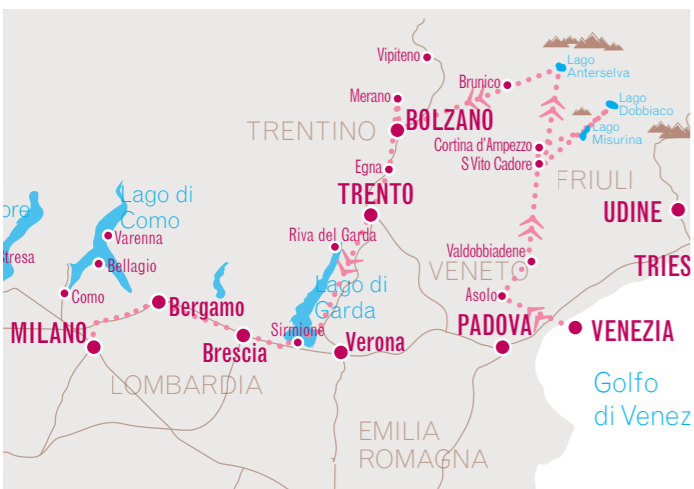 Vipiteno
Lago
Anterselva
Brunico
Merano
Lago
Dobbiaco
BOLZANO
TRENTINO
Lago
Misurina
Cortina d'Ampezzo
S Vito Cadore
Egna
FRIULI
TRENTO
Lago di
Como
ore
UDINE
Varenna
Riva del Garda
Valdobbiadene
VENETO
TRIES
stresa
Bellagio
Lago di
Garda
Como
Asolo
Bergamo
Sirmione
MILANO
PADOVA
VENEZIA
Brescia
Verona
LOMBARDIA
Golfo
di Venez
EMILIA
ROMAGNA